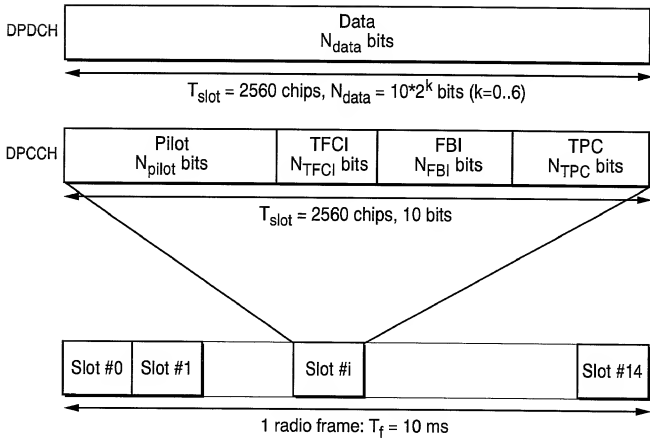 DPDCH
Data
N_data bits
T_slot = 2560 chips, N_data = 10*2^k bits (k=0..6)
DPCCH
Pilot
N_pilot bits
TFCI
N_TFCI bits
FBI
N_FBI bits
TPC
N_TPC bits
T_slot = 2560 chips, 10 bits
Slot #0
Slot #1
Slot #i
Slot #14
1 radio frame: T_f = 10 ms